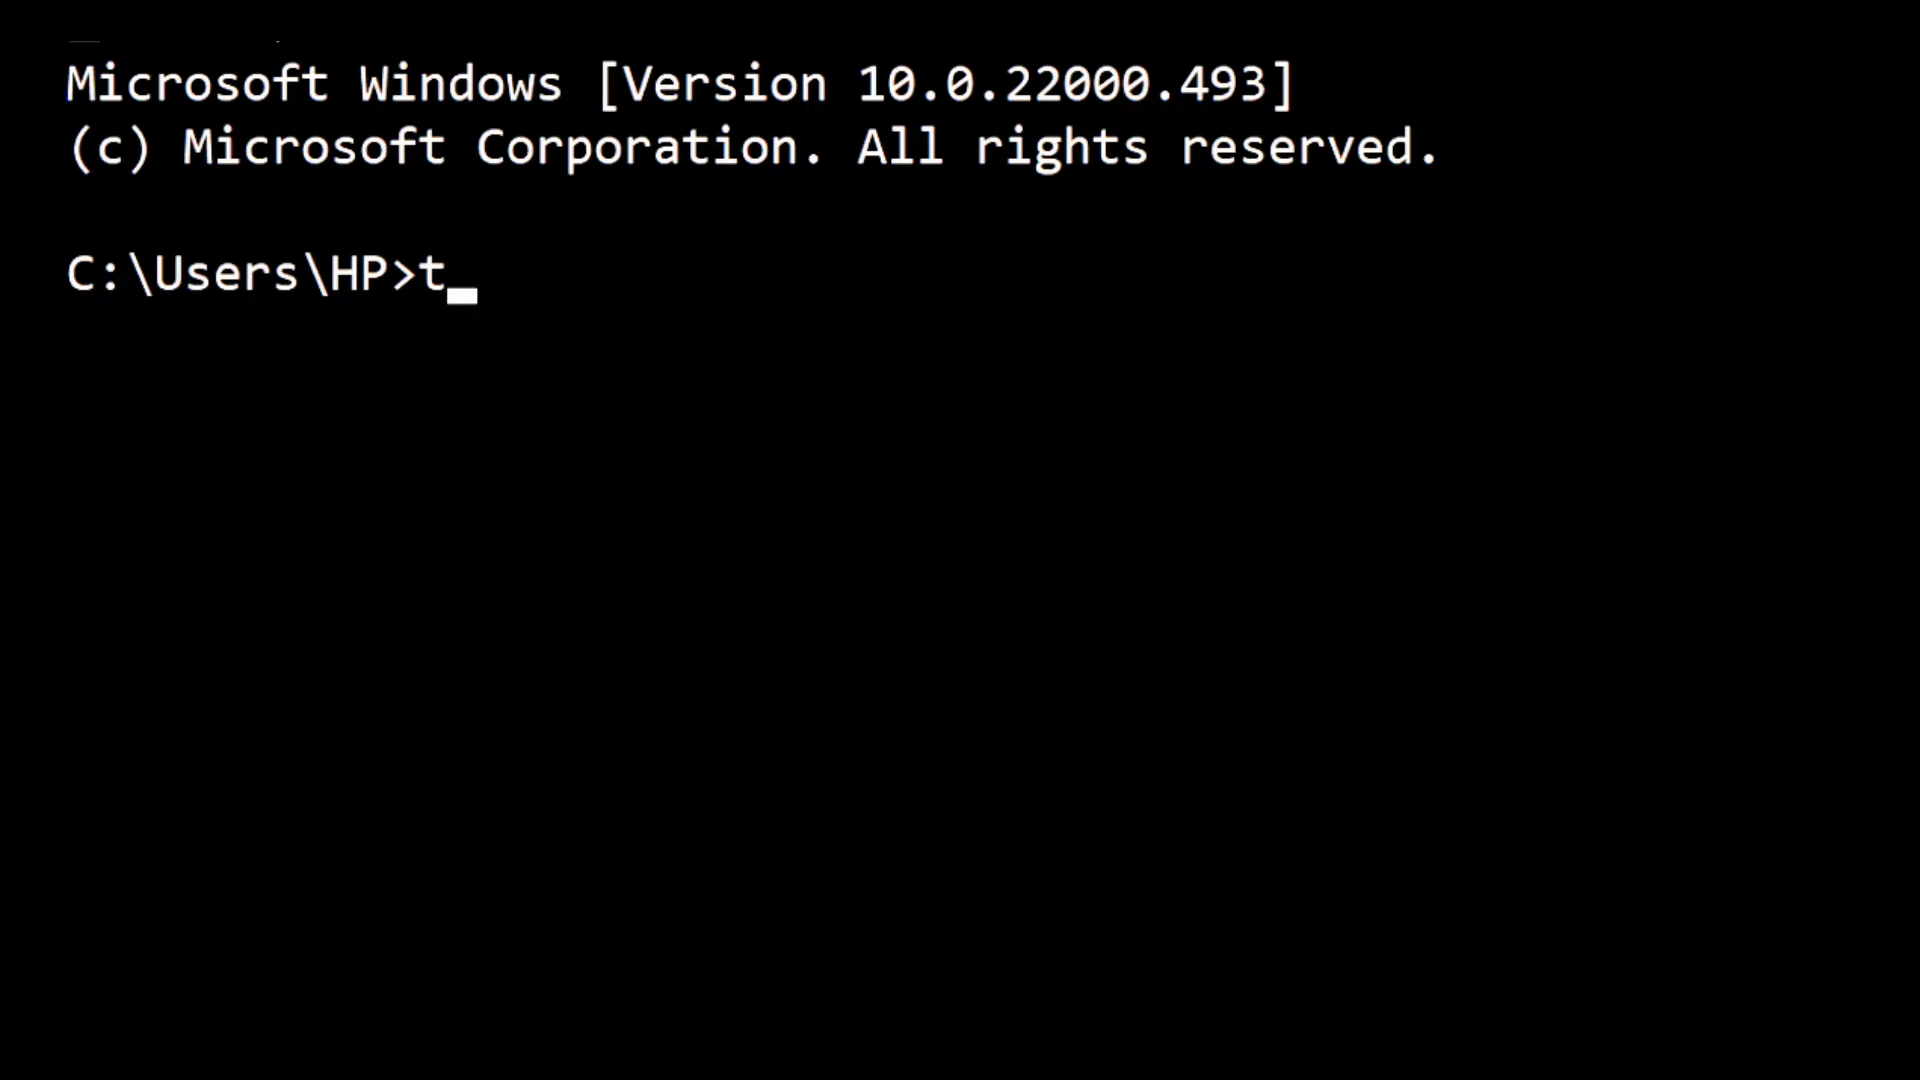 Microsoft Windows [Version 10.0.22000.493]
(c) Microsoft Corporation. All rights reserved.
C:\Users\HP>t